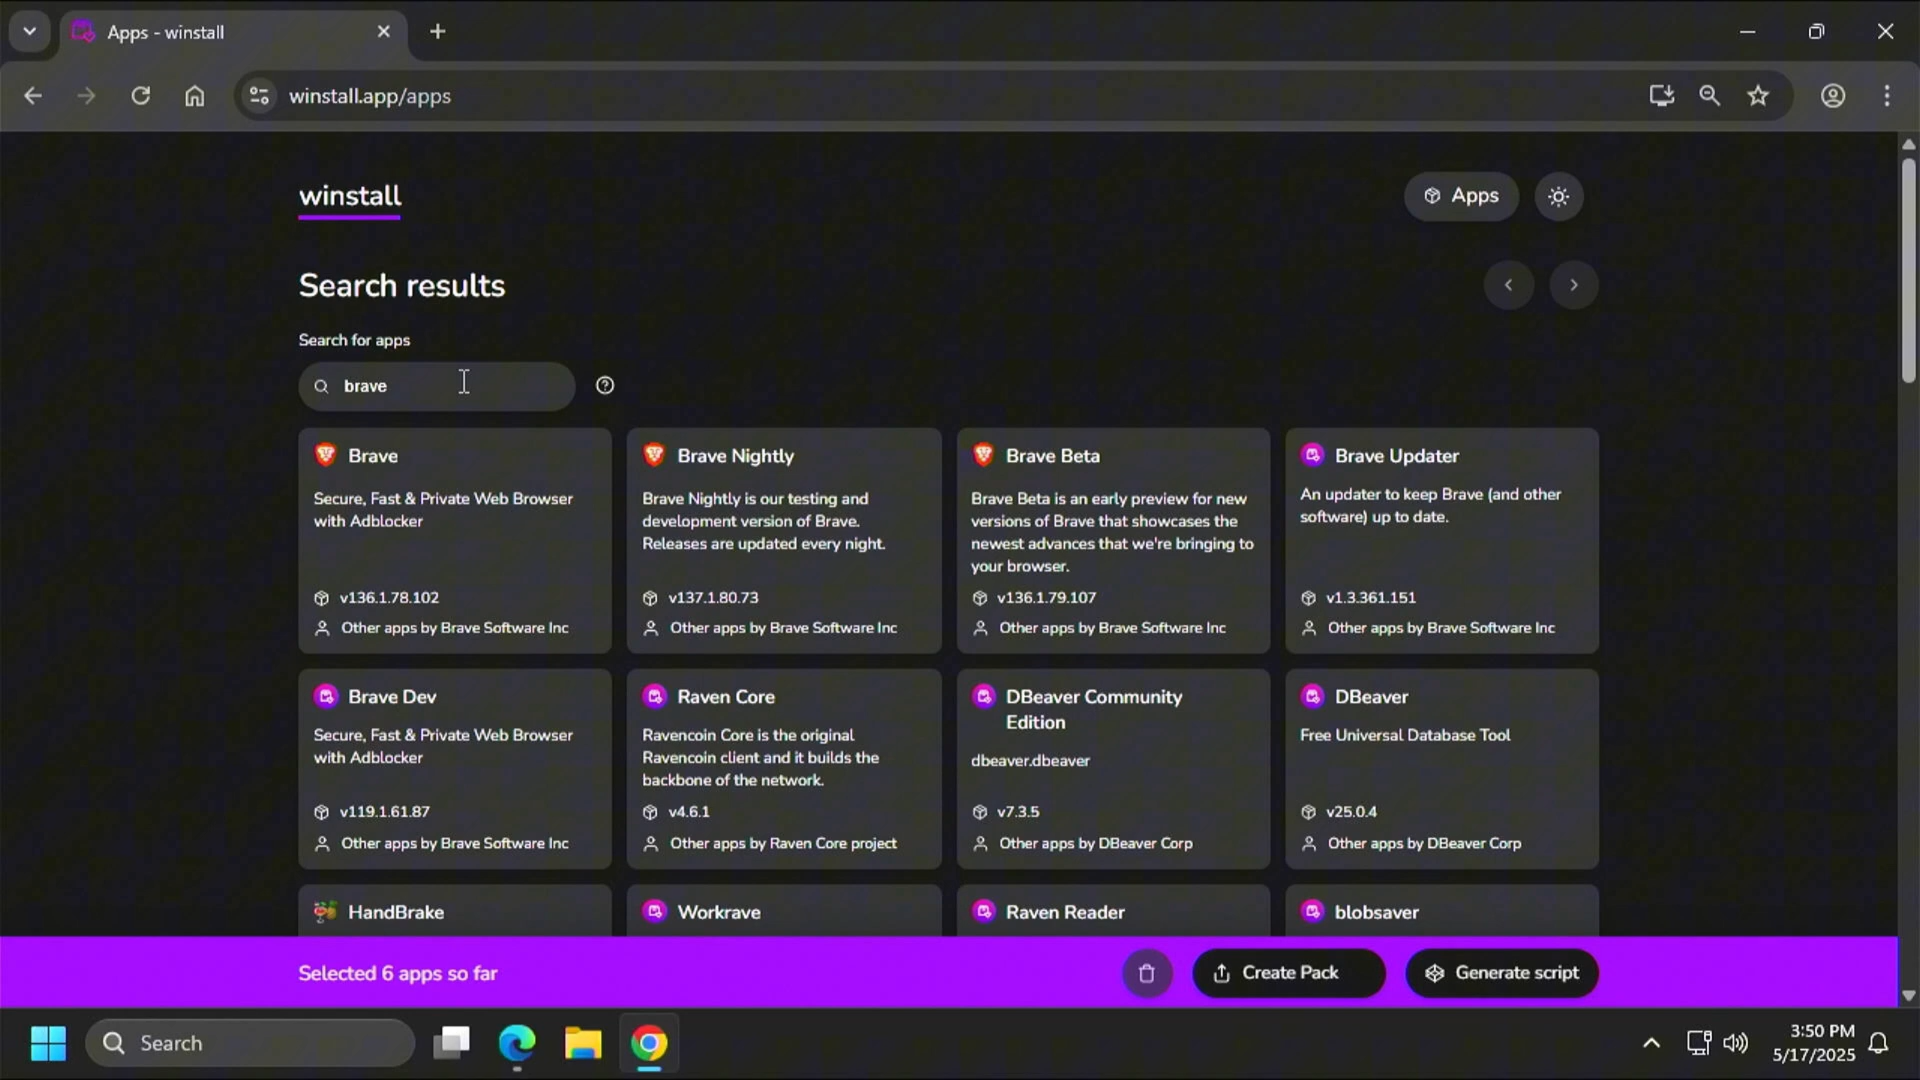 Apps - winstall
winstall.app/apps
winstall
Apps
Search results
Search for apps
brave
Brave
Secure, Fast & Private Web Browser
with Adblocker
v136.1.78.102
Other apps by Brave Software Inc
Brave Nightly
Brave Nightly is our testing and
development version of Brave.
Releases are updated every night.
v137.1.80.73
Other apps by Brave Software Inc
Brave Beta
Brave Beta is an early preview for new
versions of Brave that showcases the
newest advances that we're bringing to
your browser.
v136.1.79.107
Other apps by Brave Software Inc
Brave Updater
An updater to keep Brave (and other
software) up to date.
v1.3.361.151
Other apps by Brave Software Inc
Brave Dev
Secure, Fast & Private Web Browser
with Adblocker
v119.1.61.87
Other apps by Brave Software Inc
Raven Core
Ravencoin Core is the original
Ravencoin client and it builds the
backbone of the network.
v4.6.1
Other apps by Raven Core project
DBeaver Community
Edition
dbeaver.dbeaver
v7.3.5
Other apps by DBeaver Corp
DBeaver
Free Universal Database Tool
v25.0.4
Other apps by DBeaver Corp
HandBrake
Workrave
Raven Reader
blobsaver
Selected 6 apps so far
Create Pack
Generate script
Search
3:50 PM
5/17/2025